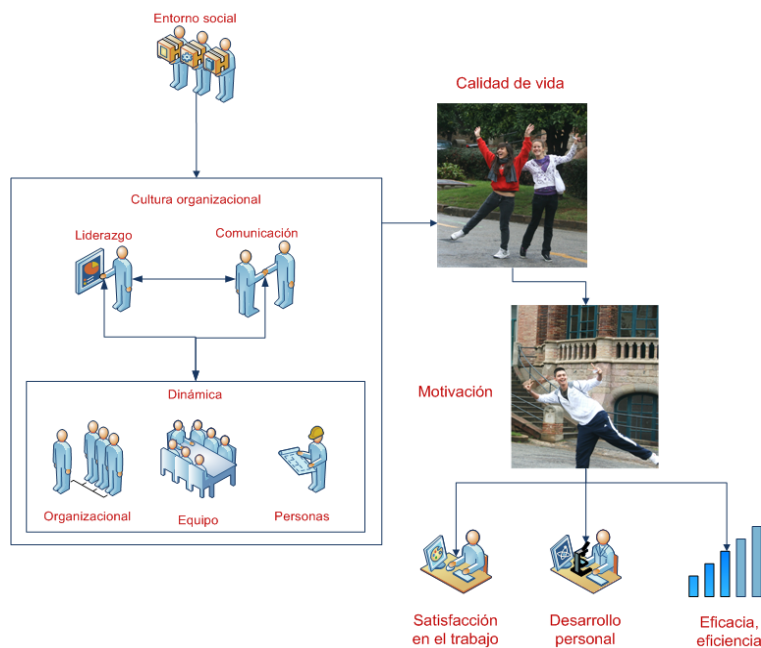 Entorno social
Calidad de vida
Cultura organizacional
Liderazgo
Comunicación
Dinámica
Motivación
Organizacional
Equipo
Personas
Satisfacción
en el trabajo
Desarrollo
personal
Eficacia,
eficiencia